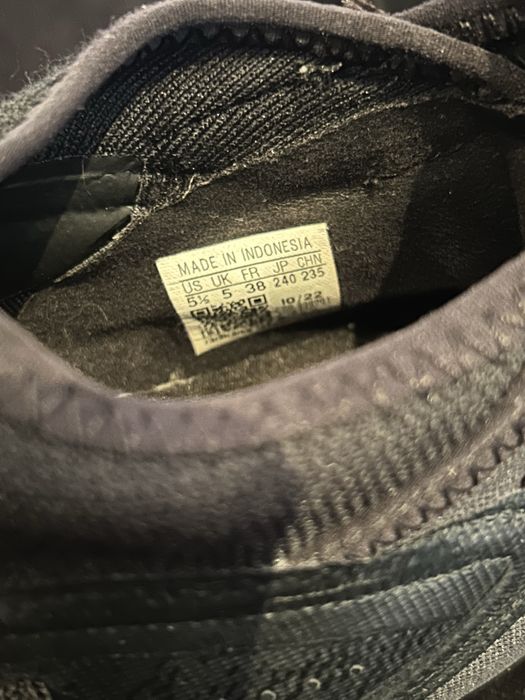 MADE IN INDONESIA
US UK FR JP CHN
5½ 5 38 240 235
10/22